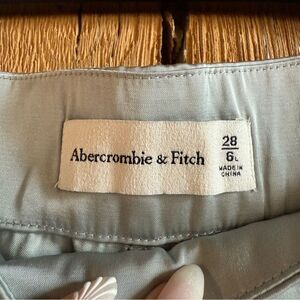 Abercrombie & Fitch
28
6L
MADE IN
CHINA